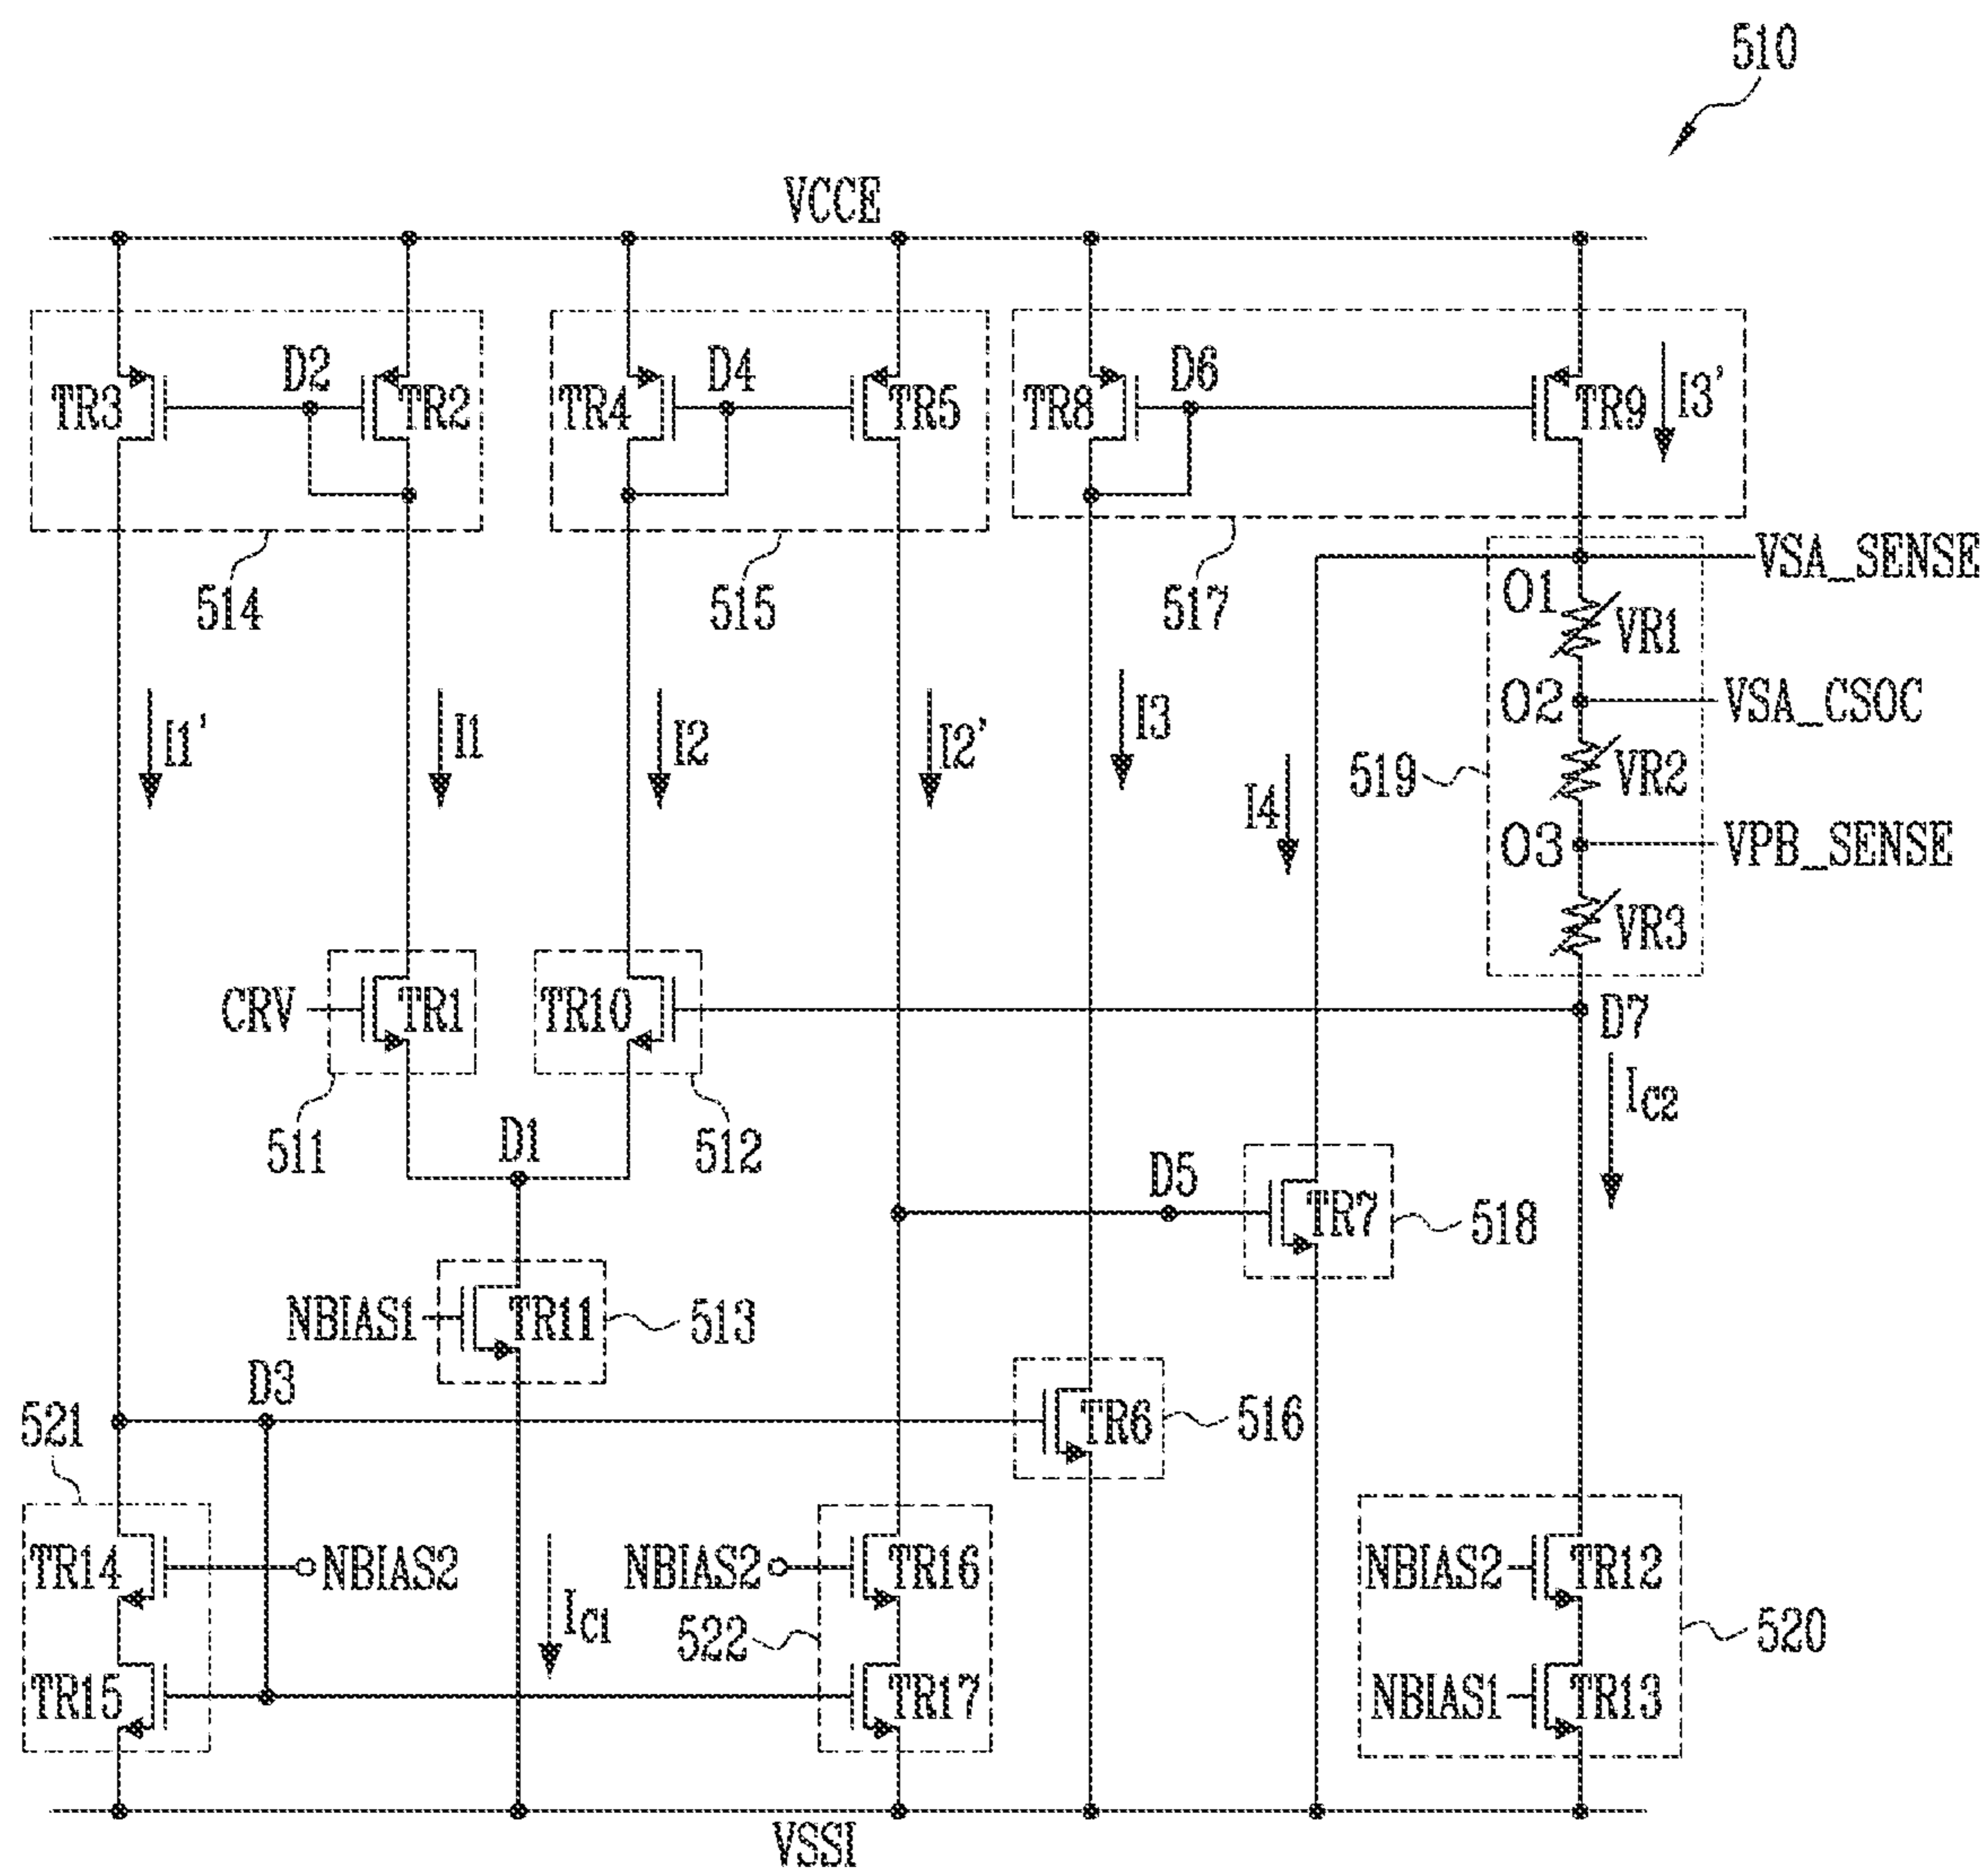 510
VCCE
TR3
D2
TR2
TR4
D4
TR5
TR8
D6
TR9
I3'
514
515
517
VSA_SENSE
O1
VR1
O2
VSA_CSOC
I1'
I1
I2
I2'
I3
I4
519
VR2
O3
VPB_SENSE
VR3
CRV
TR1
TR10
D7
IC2
511
D1
512
D5
TR7
518
NBIAS1
TR11
513
D3
521
TR6
516
TR14
NBIAS2
NBIAS2
TR16
NBIAS2
TR12
IC1
522
520
TR15
TR17
NBIAS1
TR13
VSSI